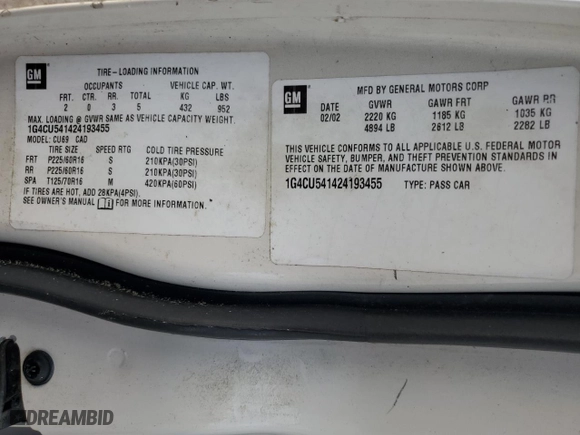 GM
TIRE-LOADING INFORMATION
OCCUPANTS VEHICLE CAP. WT.
FRT. CTR. RR. TOTAL KG LBS
2 0 3 5 432 952
MAX. LOADING @ GVWR SAME AS VEHICLE CAPACITY WEIGHT.
1G4CU541424193455
MODEL: CU69 CAD
TIRE SIZE SPEED RTG COLD TIRE PRESSURE
FRT P225/60R16 S 210KPA(30PSI)
RR P225/60R16 S 210KPA(30PSI)
SPA T125/70R16 M 420KPA(60PSI)
IF TIRES ARE HOT, ADD 28KPA(4PSI).
SEE OWNER'S MANUAL FOR MORE INFORMATION
GM
MFD BY GENERAL MOTORS CORP
DATE GVWR GAWR FRT GAWR RR
02/02 2220 KG 1185 KG 1035 KG
4894 LB 2612 LB 2282 LB
THIS VEHICLE CONFORMS TO ALL APPLICABLE U.S. FEDERAL MOTOR
VEHICLE SAFETY, BUMPER, AND THEFT PREVENTION STANDARDS IN
EFFECT ON THE DATE OF MANUFACTURE SHOWN ABOVE.
1G4CU541424193455 TYPE: PASS CAR
DREAMBID